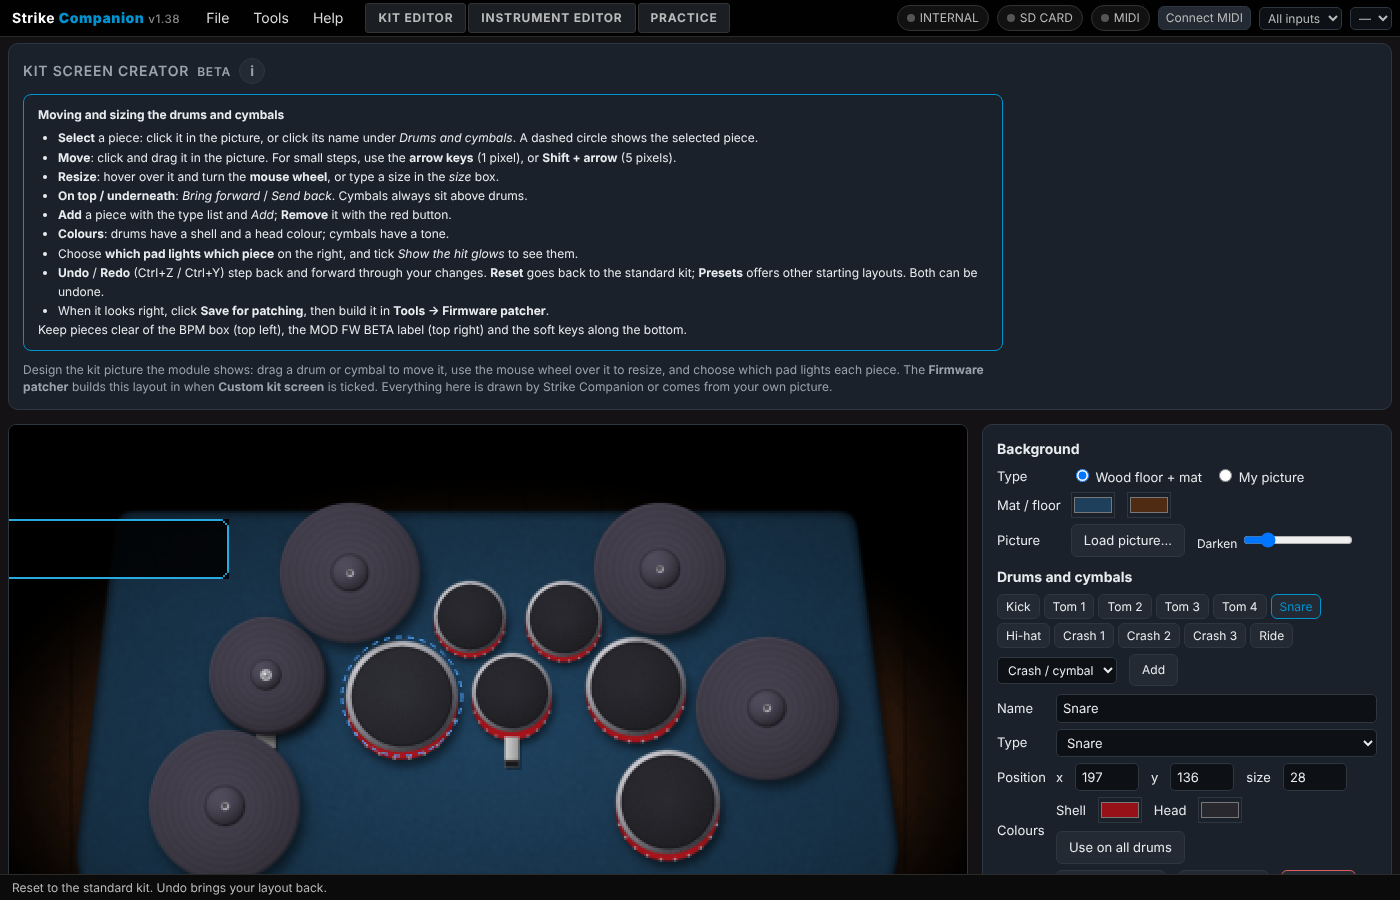 Strike Companion v1.38 File Tools Help KIT EDITOR INSTRUMENT EDITOR PRACTICE INTERNAL SD CARD MIDI Connect MIDI All inputs —
KIT SCREEN CREATOR BETA i
Moving and sizing the drums and cymbals
• Select a piece: click it in the picture, or click its name under Drums and cymbals. A dashed circle shows the selected piece.
• Move: click and drag it in the picture. For small steps, use the arrow keys (1 pixel), or Shift + arrow (5 pixels).
• Resize: hover over it and turn the mouse wheel, or type a size in the size box.
• On top / underneath: Bring forward / Send back. Cymbals always sit above drums.
• Add a piece with the type list and Add; Remove it with the red button.
• Colours: drums have a shell and a head colour; cymbals have a tone.
• Choose which pad lights which piece on the right, and tick Show the hit glows to see them.
• Undo / Redo (Ctrl+Z / Ctrl+Y) step back and forward through your changes. Reset goes back to the standard kit; Presets offers other starting layouts. Both can be
undone.
• When it looks right, click Save for patching, then build it in Tools → Firmware patcher.
Keep pieces clear of the BPM box (top left), the MOD FW BETA label (top right) and the soft keys along the bottom.
Design the kit picture the module shows: drag a drum or cymbal to move it, use the mouse wheel over it to resize, and choose which pad lights each piece. The Firmware
patcher builds this layout in when Custom kit screen is ticked. Everything here is drawn by Strike Companion or comes from your own picture.
Background
Type Wood floor + mat My picture
Mat / floor
Picture Load picture... Darken
Drums and cymbals
Kick Tom 1 Tom 2 Tom 3 Tom 4 Snare
Hi-hat Crash 1 Crash 2 Crash 3 Ride
Crash / cymbal Add
Name Snare
Type Snare
Position x 197 y 136 size 28
Shell Head
Colours
Use on all drums
Reset to the standard kit. Undo brings your layout back.